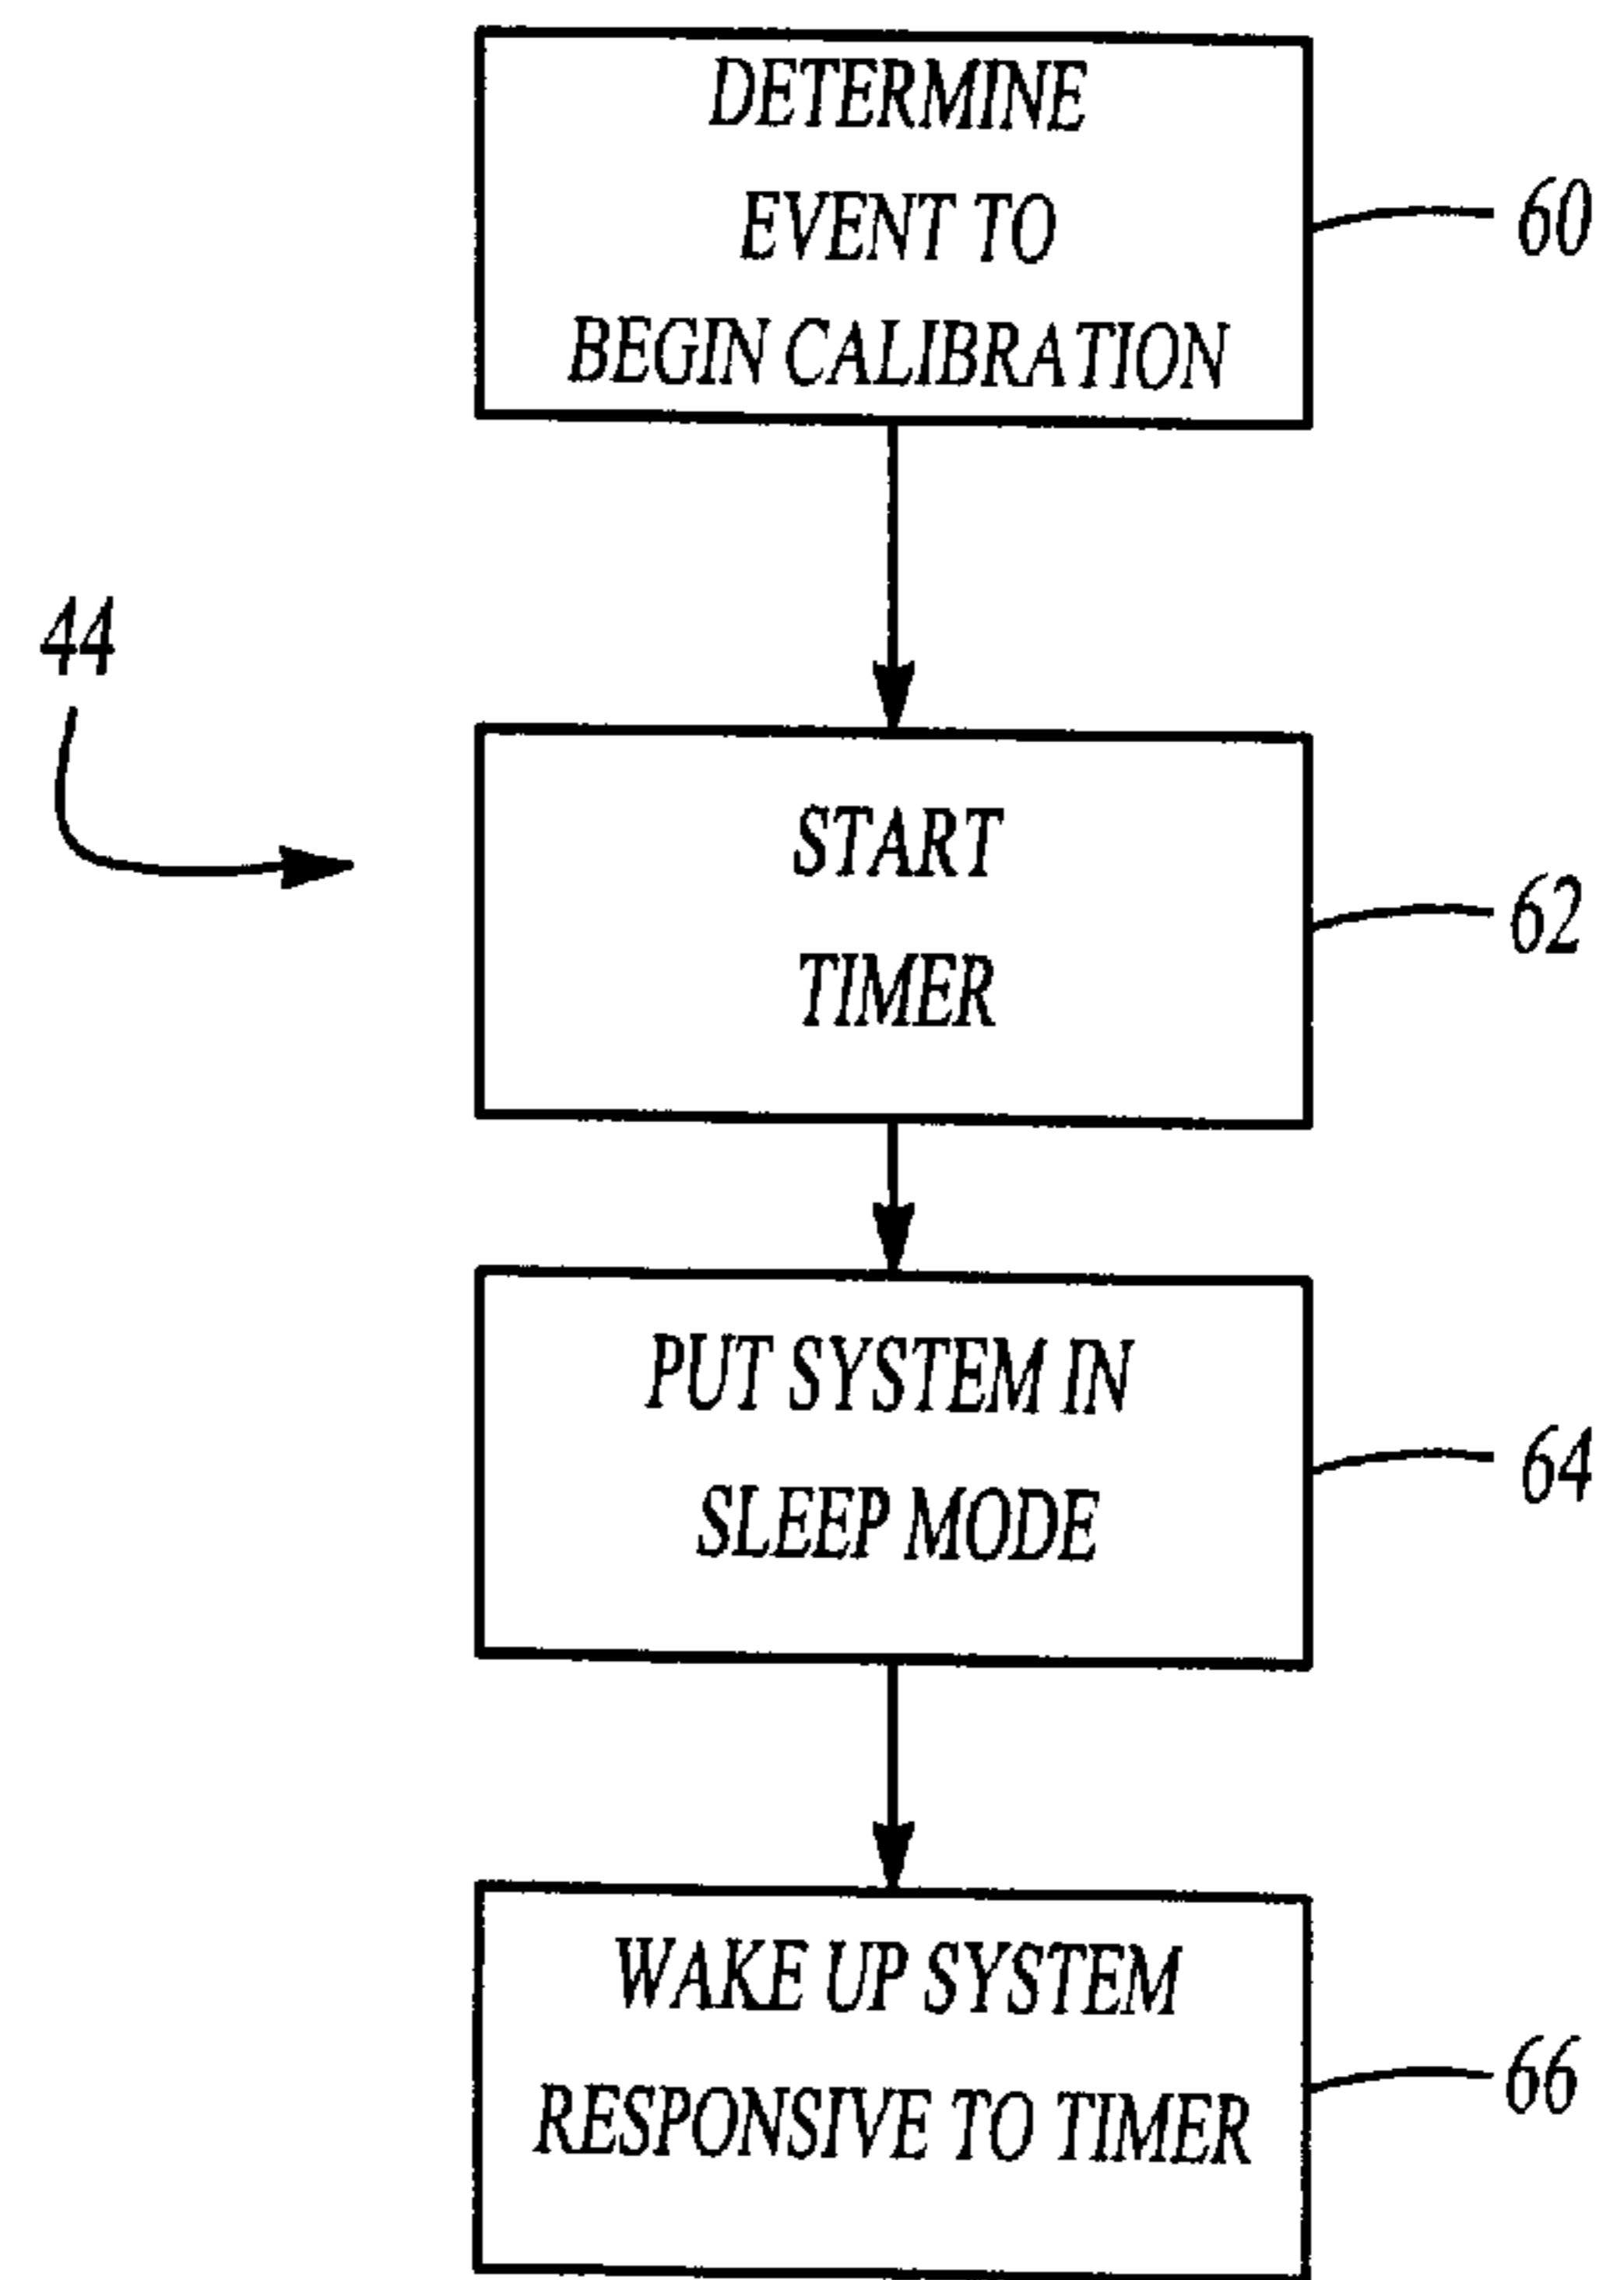 DETERMINE
EVENT TO
BEGIN CALIBRATION
60
44
START
TIMER
62
PUT SYSTEM IN
SLEEP MODE
64
WAKE UP SYSTEM
RESPONSIVE TO TIMER
66